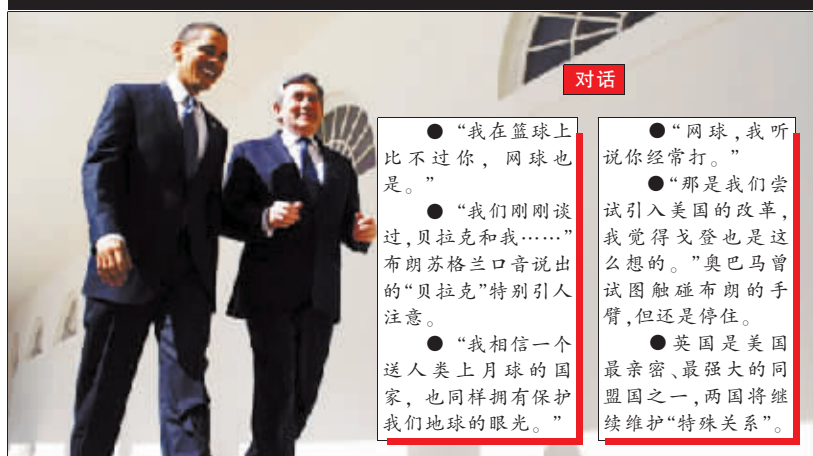 对话
● “我在篮球上
比不过你，网球也
是。”
● “我们刚刚谈
过,贝拉克和我……”
布朗苏格兰口音说出
的“贝拉克”特别引人
注意。
● “我相信一个
送人类上月球的国
家，也同样拥有保护
我们地球的眼光。”
●“网球,我听
说你经常打。”
●“那是我们尝
试引入美国的改革,
我觉得戈登也是这
么想的。”奥巴马曾
试图触碰布朗的手
臂,但还是停住。
●英国是美国
最亲密、最强大的同
盟国之一,两国将继
续维护“特殊关系”。